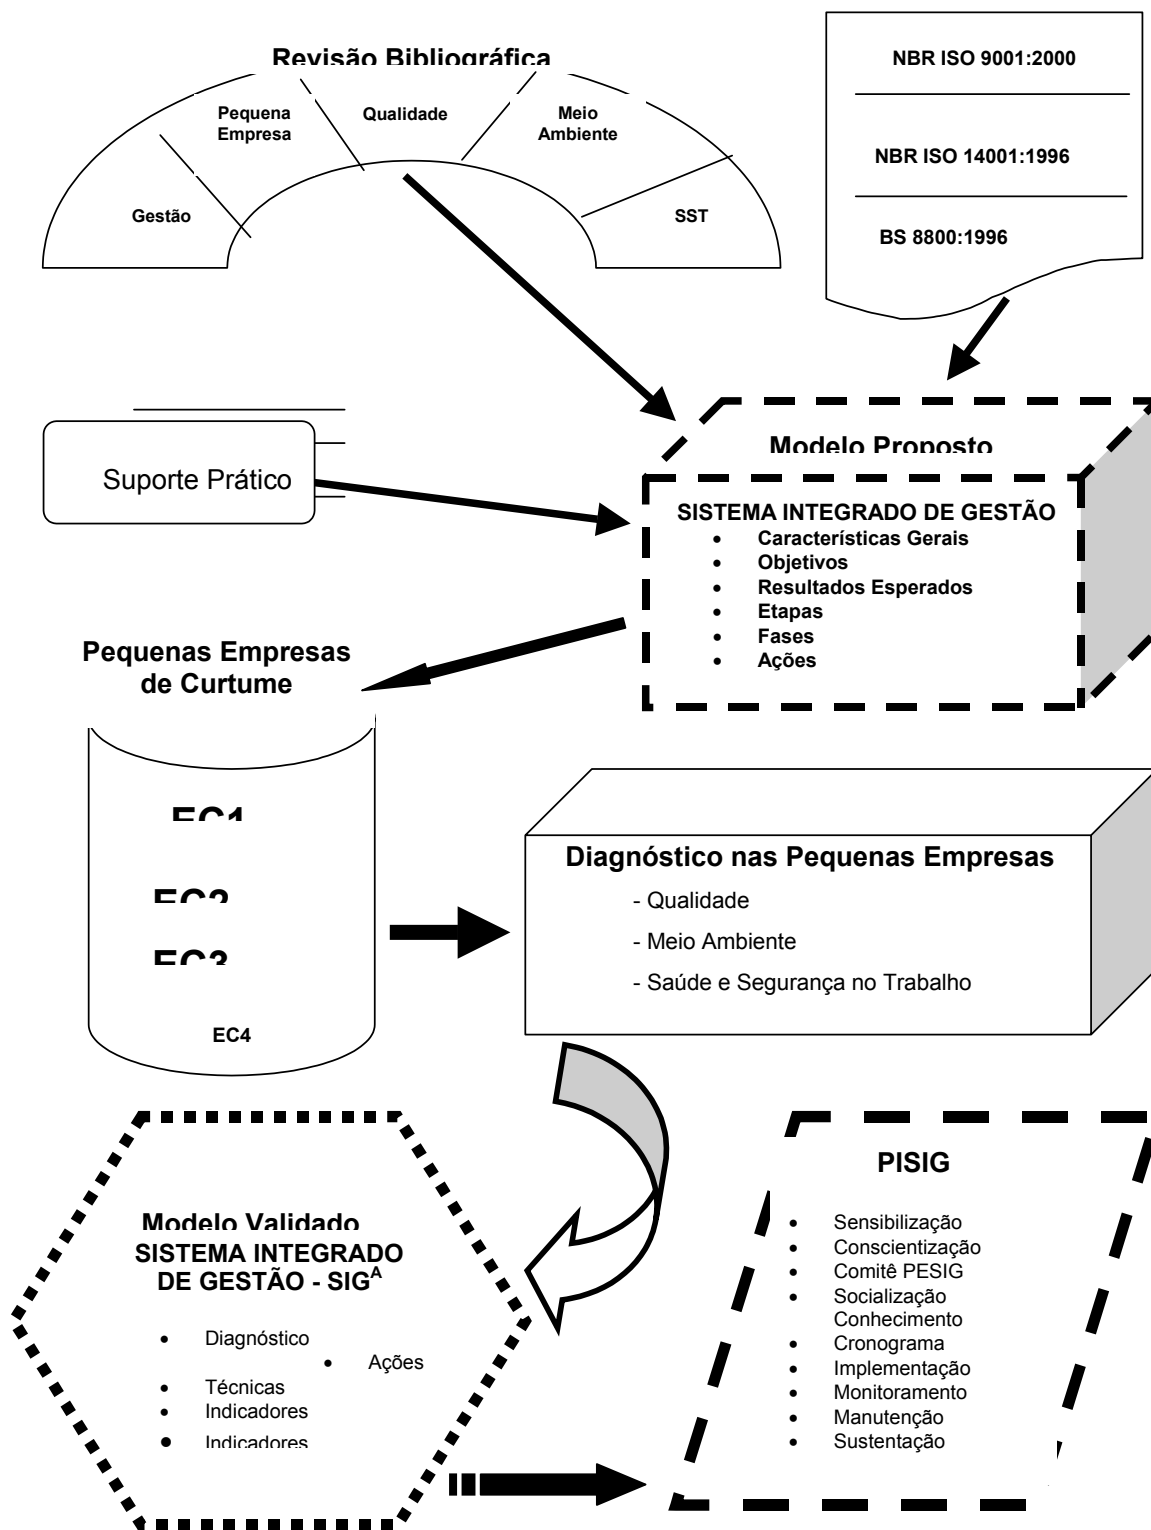 Revisão Bibliográfica
Pequena
Empresa
Qualidade
Meio
Ambiente
Gestão
SST
NBR ISO 9001:2000
NBR ISO 14001:1996
BS 8800:1996
Suporte Prático
Modelo Proposto
SISTEMA INTEGRADO DE GESTÃO
• Características Gerais
• Objetivos
• Resultados Esperados
• Etapas
• Fases
• Ações
Pequenas Empresas
de Curtume
EC1
EC2
EC3
EC4
Diagnóstico nas Pequenas Empresas
- Qualidade
- Meio Ambiente
- Saúde e Segurança no Trabalho
Modelo Validado
SISTEMA INTEGRADO
DE GESTÃO - SIGᴬ
• Diagnóstico
• Ações
• Técnicas
• Indicadores
• Indicadores
PISIG
• Sensibilização
• Conscientização
• Comitê PESIG
• Socialização
Conhecimento
• Cronograma
• Implementação
• Monitoramento
• Manutenção
• Sustentação